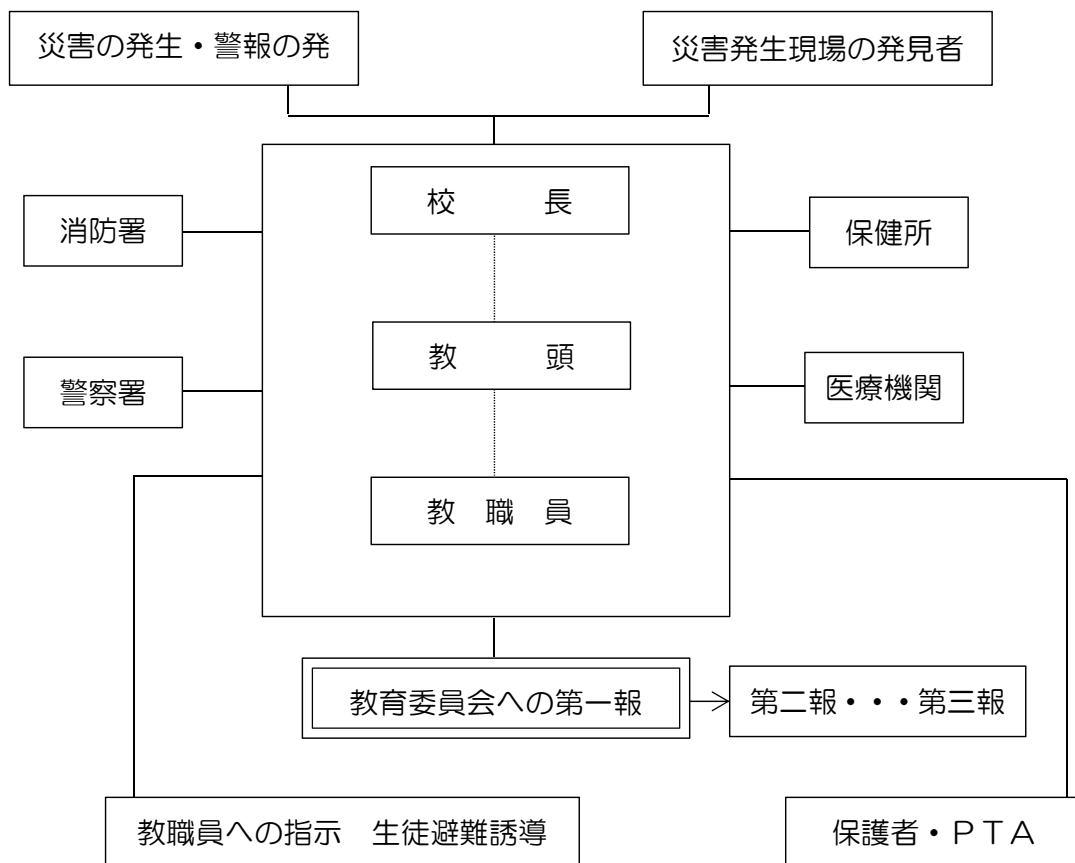 災害の発生・警報の発
災害発生現場の発見者
校　　長
消防署
保健所
教　　頭
警察署
医療機関
教　職　員
教育委員会への第一報
第二報・・・第三報
教職員への指示　生徒避難誘導
保護者・ＰＴＡ